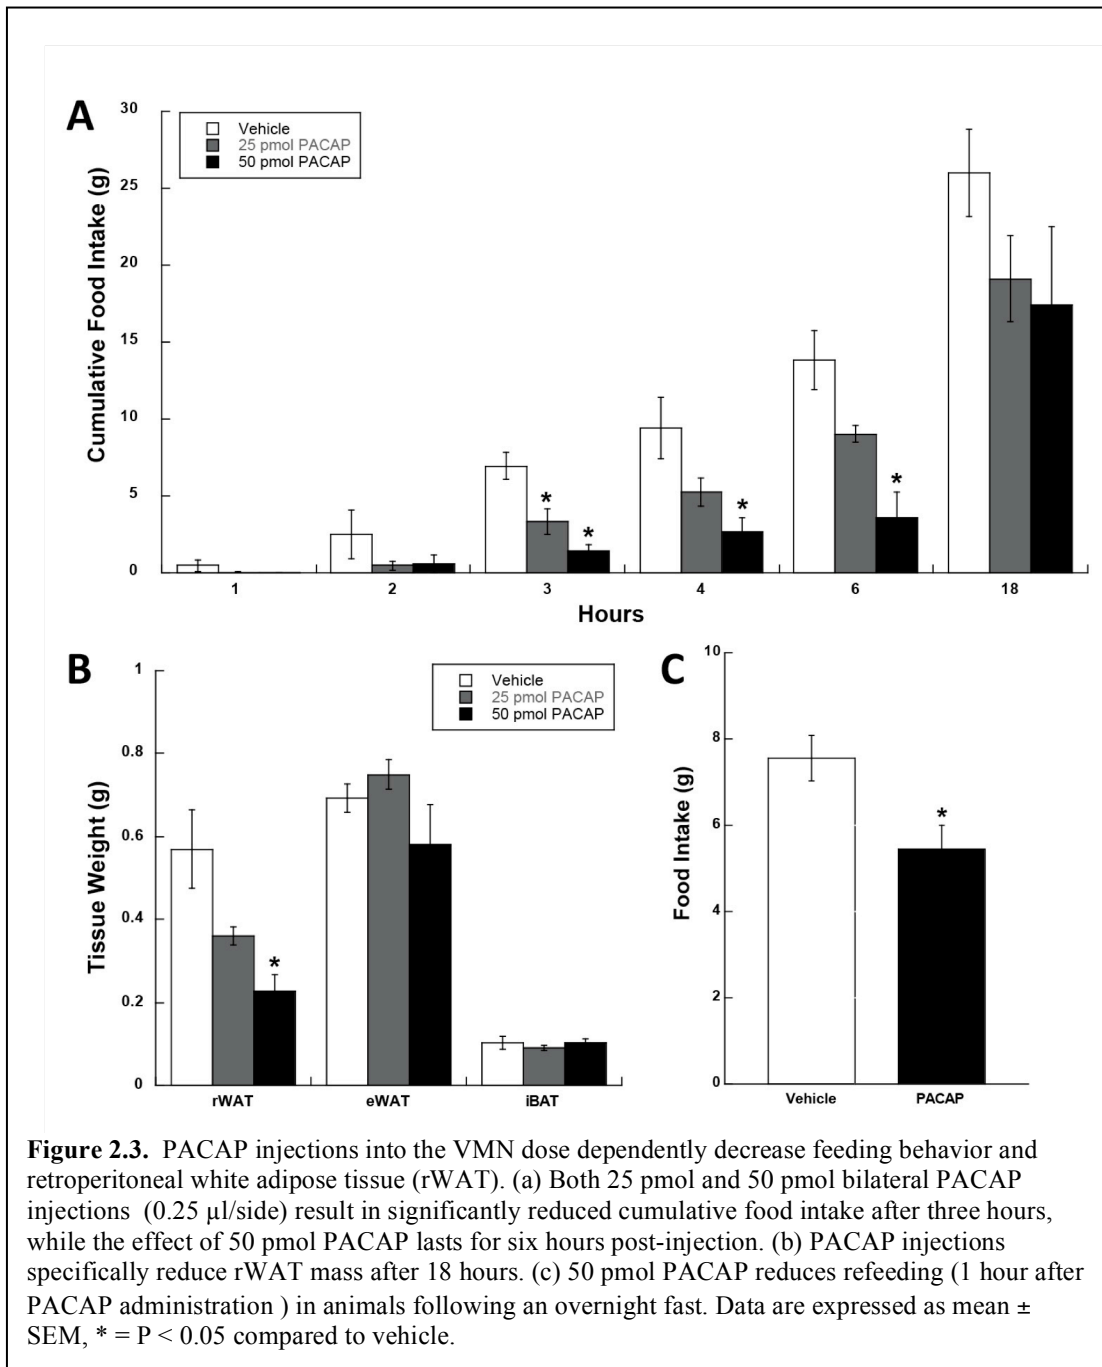 A
30
25
20
15
10
5
0
Cumulative Food Intake (g)
Vehicle
25 pmol PACAP
50 pmol PACAP
* *
*
*
1 2 3 4 6 18
Hours
B
1
0.8
0.6
0.4
0.2
0
Tissue Weight (g)
Vehicle
25 pmol PACAP
50 pmol PACAP
*
rWAT eWAT iBAT
C
10
8
6
4
2
0
Food Intake (g)
*
Vehicle PACAP
Figure 2.3. PACAP injections into the VMN dose dependently decrease feeding behavior and
retroperitoneal white adipose tissue (rWAT). (a) Both 25 pmol and 50 pmol bilateral PACAP
injections (0.25 µl/side) result in significantly reduced cumulative food intake after three hours,
while the effect of 50 pmol PACAP lasts for six hours post-injection. (b) PACAP injections
specifically reduce rWAT mass after 18 hours. (c) 50 pmol PACAP reduces refeeding (1 hour after
PACAP administration ) in animals following an overnight fast. Data are expressed as mean ±
SEM, * = P < 0.05 compared to vehicle.